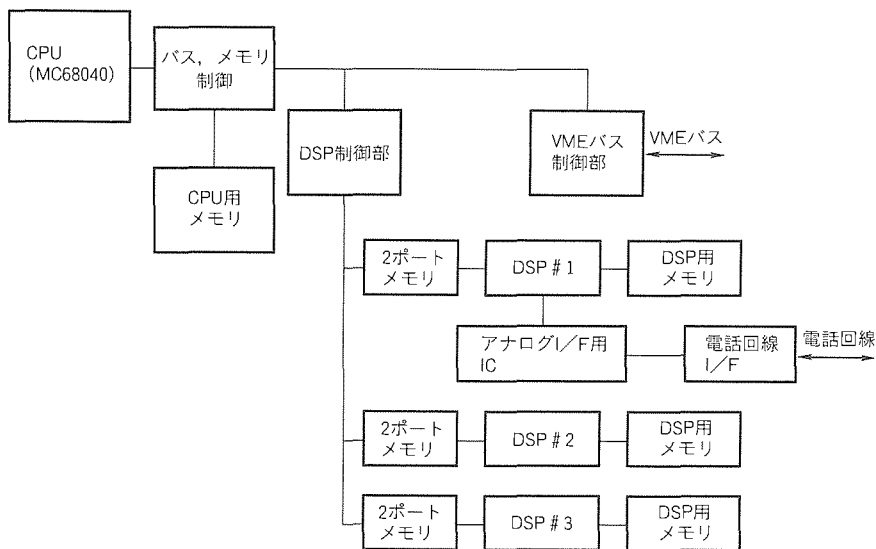 CPU
(MC68040)
バス，メモリ
制御
CPU用
メモリ
DSP制御部
VMEバス
制御部
VMEバス
2ポート
メモリ
DSP＃1
DSP用
メモリ
アナログI／F用
IC
電話回線
I／F
電話回線
2ポート
メモリ
DSP＃2
DSP用
メモリ
2ポート
メモリ
DSP＃3
DSP用
メモリ